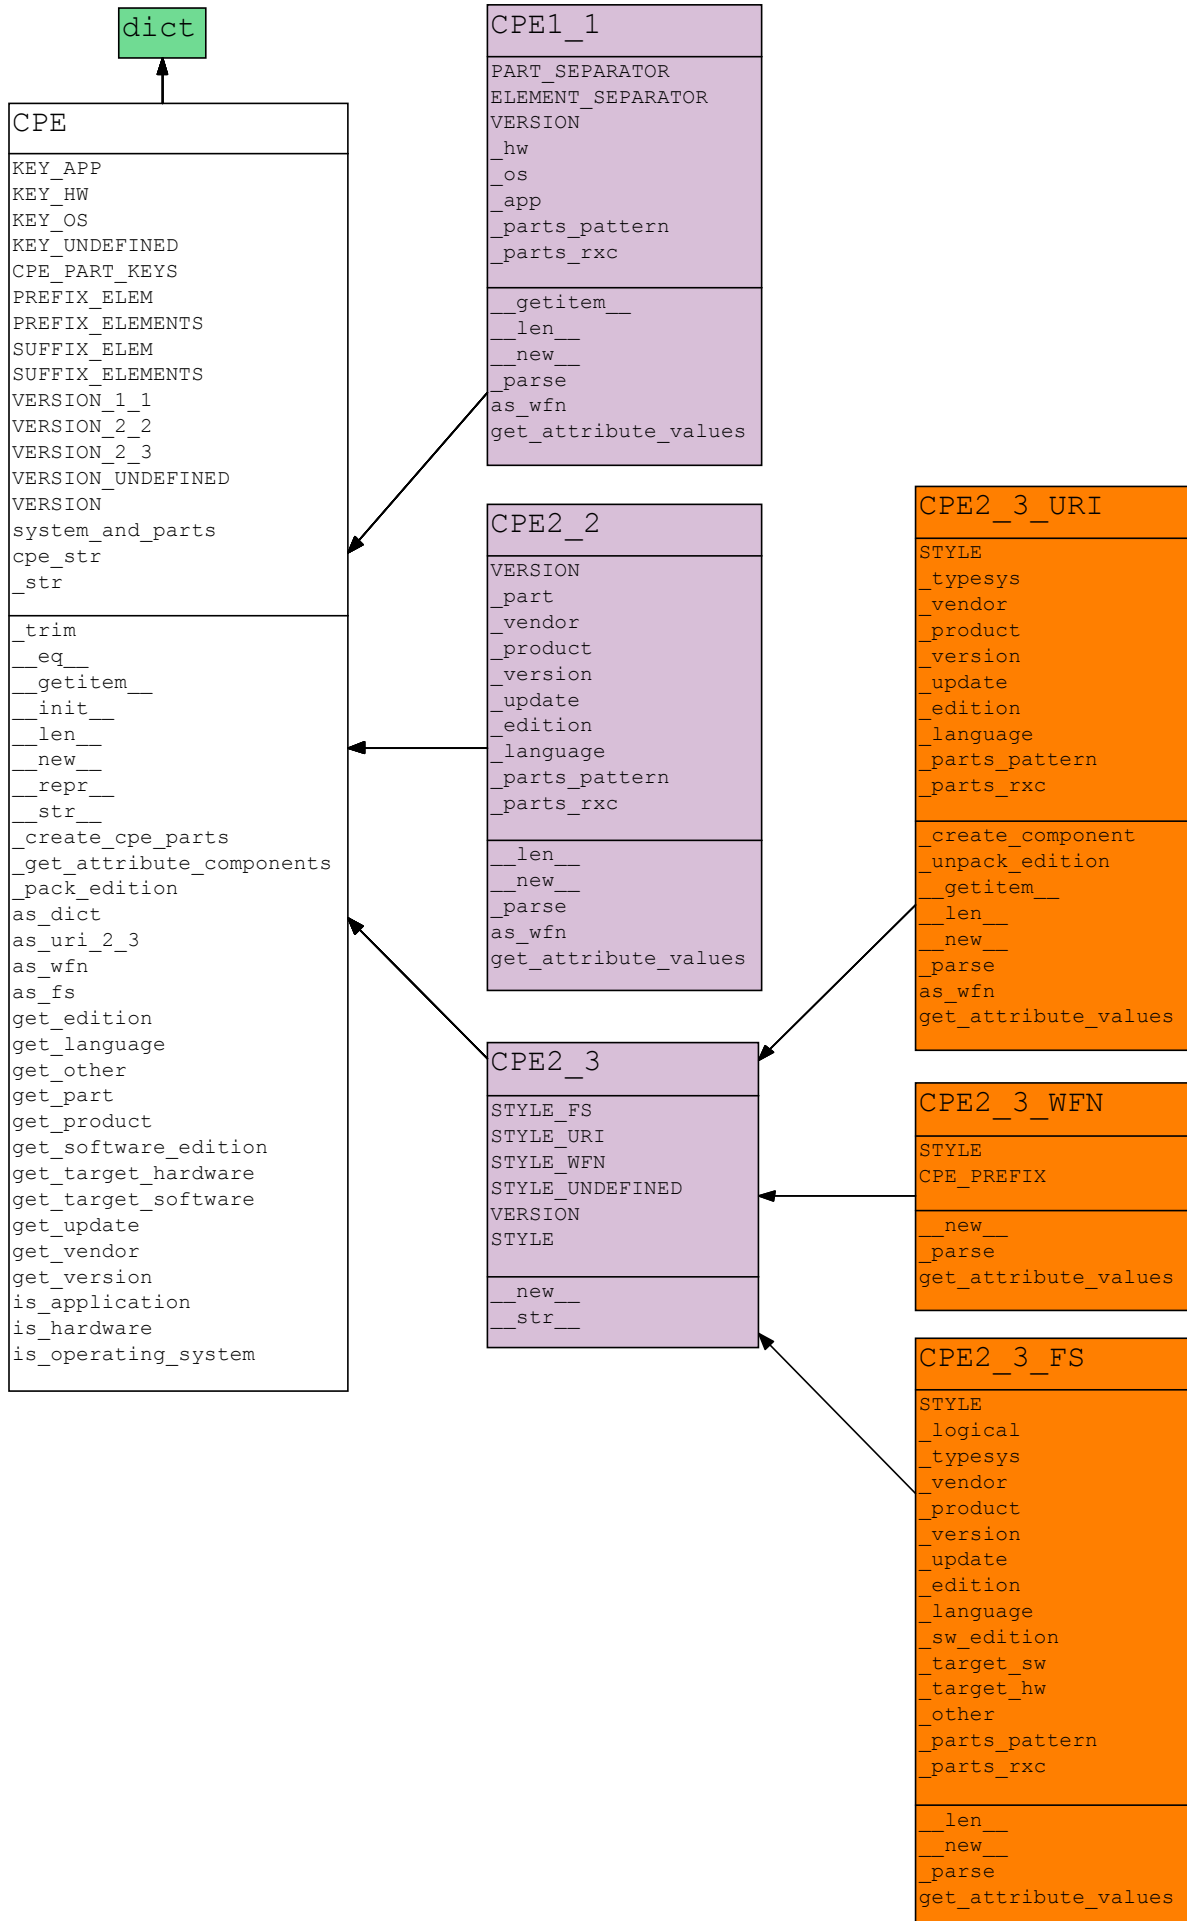 dict
CPE
KEY_APP
KEY_HW
KEY_OS
KEY_UNDEFINED
CPE_PART_KEYS
PREFIX_ELEM
PREFIX_ELEMENTS
SUFFIX_ELEM
SUFFIX_ELEMENTS
VERSION_1_1
VERSION_2_2
VERSION_2_3
VERSION_UNDEFINED
VERSION
system_and_parts
cpe_str
_str
_trim
__eq__
__getitem__
__init__
__len__
__new__
__repr__
__str__
_create_cpe_parts
_get_attribute_components
_pack_edition
as_dict
as_uri_2_3
as_wfn
as_fs
get_edition
get_language
get_other
get_part
get_product
get_software_edition
get_target_hardware
get_target_software
get_update
get_vendor
get_version
is_application
is_hardware
is_operating_system
CPE1_1
PART_SEPARATOR
ELEMENT_SEPARATOR
VERSION
_hw
_os
_app
_parts_pattern
_parts_rxc
__getitem__
__len__
__new__
_parse
as_wfn
get_attribute_values
CPE2_2
VERSION
_part
_vendor
_product
_version
_update
_edition
_language
_parts_pattern
_parts_rxc
__len__
__new__
_parse
as_wfn
get_attribute_values
CPE2_3
STYLE_FS
STYLE_URI
STYLE_WFN
STYLE_UNDEFINED
VERSION
STYLE
__new__
__str__
CPE2_3_URI
STYLE
_typesys
_vendor
_product
_version
_update
_edition
_language
_parts_pattern
_parts_rxc
_create_component
_unpack_edition
__getitem__
__len__
__new__
_parse
as_wfn
get_attribute_values
CPE2_3_WFN
STYLE
CPE_PREFIX
__new__
_parse
get_attribute_values
CPE2_3_FS
STYLE
_logical
_typesys
_vendor
_product
_version
_update
_edition
_language
_sw_edition
_target_sw
_target_hw
_other
_parts_pattern
_parts_rxc
__len__
__new__
_parse
get_attribute_values